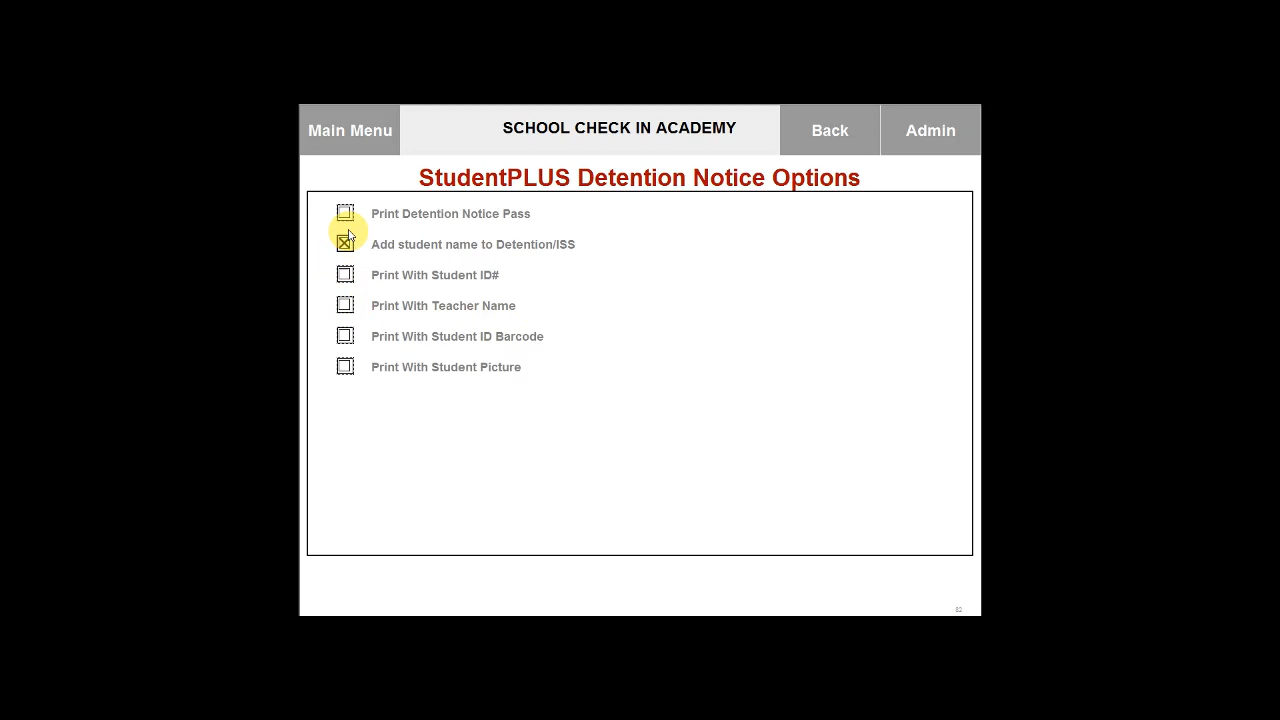 Main Menu
SCHOOL CHECK IN ACADEMY
Back
Admin
StudentPLUS Detention Notice Options
Print Detention Notice Pass
Add student name to Detention/ISS
Print With Student ID#
Print With Teacher Name
Print With Student ID Barcode
Print With Student Picture
82